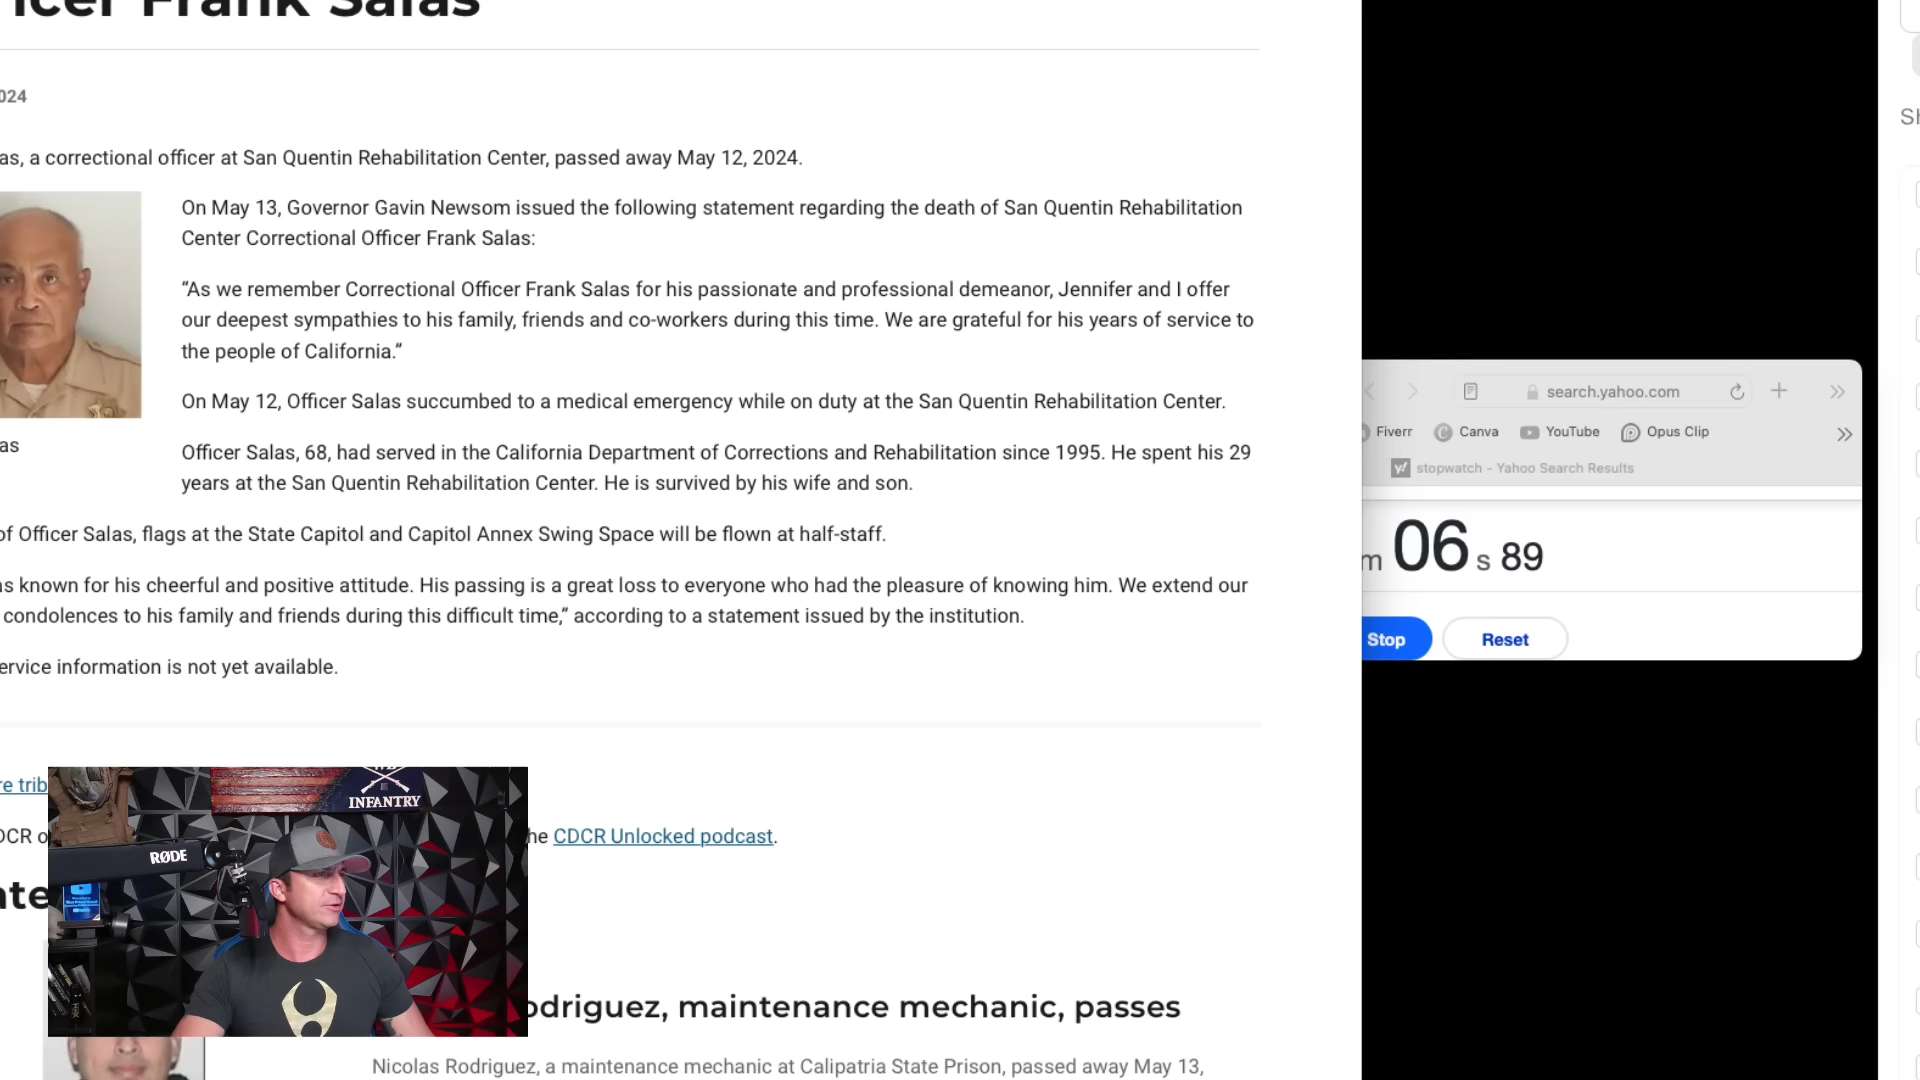 icer Frank Salas
024
as, a correctional officer at San Quentin Rehabilitation Center, passed away May 12, 2024.
On May 13, Governor Gavin Newsom issued the following statement regarding the death of San Quentin Rehabilitation
Center Correctional Officer Frank Salas:
“As we remember Correctional Officer Frank Salas for his passionate and professional demeanor, Jennifer and I offer
our deepest sympathies to his family, friends and co-workers during this time. We are grateful for his years of service to
the people of California.”
On May 12, Officer Salas succumbed to a medical emergency while on duty at the San Quentin Rehabilitation Center.
as
Officer Salas, 68, had served in the California Department of Corrections and Rehabilitation since 1995. He spent his 29
years at the San Quentin Rehabilitation Center. He is survived by his wife and son.
of Officer Salas, flags at the State Capitol and Capitol Annex Swing Space will be flown at half-staff.
as known for his cheerful and positive attitude. His passing is a great loss to everyone who had the pleasure of knowing him. We extend our
condolences to his family and friends during this difficult time,” according to a statement issued by the institution.
ervice information is not yet available.
re trib
DCR o
he CDCR Unlocked podcast.
ate
odriguez, maintenance mechanic, passes
Nicolas Rodriguez, a maintenance mechanic at Calipatria State Prison, passed away May 13,
INFANTRY
RØDE
search.yahoo.com
Fiverr Canva YouTube Opus Clip
stopwatch - Yahoo Search Results
m 06 s 89
Stop Reset
Sh